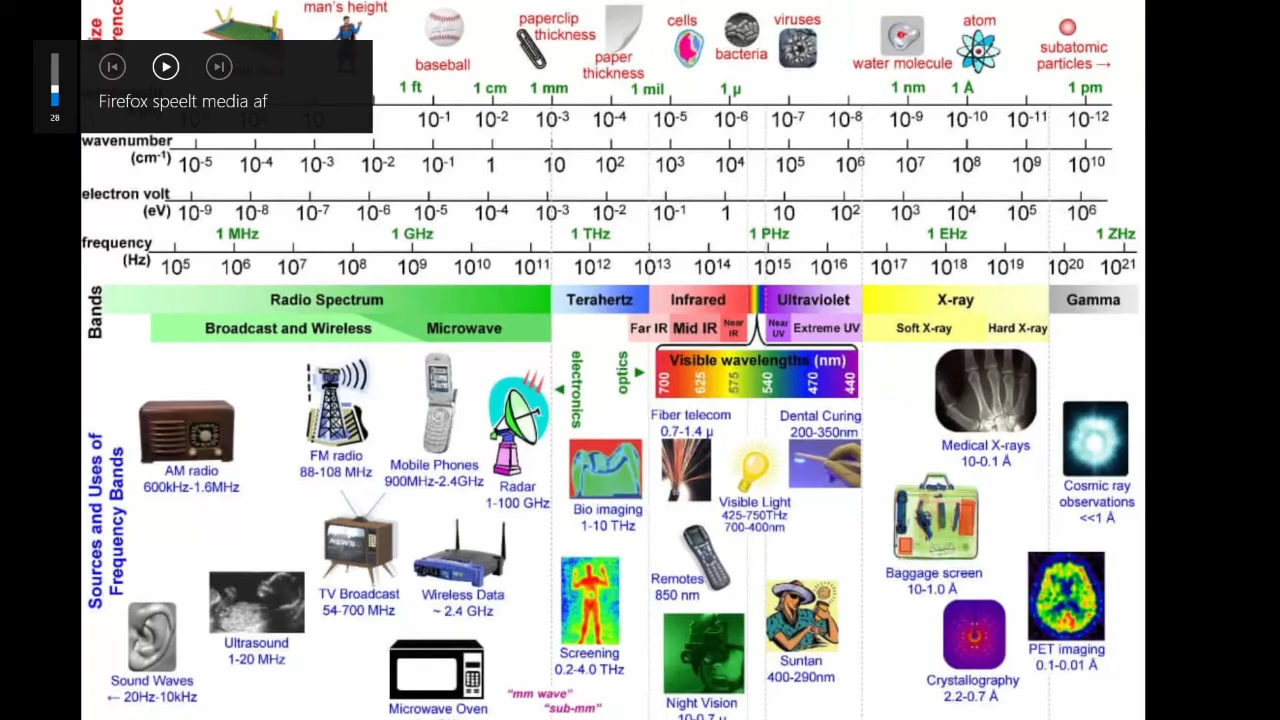 man's height
baseball
paperclip
thickness
paper
thickness
cells
bacteria
viruses
water molecule
atom
subatomic
particles →
Firefox speelt media af
28
1 ft 1 cm 1 mm 1 mil 1 µ 1 nm 1 Å 1 pm
10-1 10-2 10-3 10-4 10-5 10-6 10-7 10-8 10-9 10-10 10-11 10-12
wavenumber
(cm-1) 10-5 10-4 10-3 10-2 10-1 1 10 102 103 104 105 106 107 108 109 1010
electron volt
(eV) 10-9 10-8 10-7 10-6 10-5 10-4 10-3 10-2 10-1 1 10 102 103 104 105 106
1 MHz 1 GHz 1 THz 1 PHz 1 EHz 1 ZHz
frequency
(Hz) 105 106 107 108 109 1010 1011 1012 1013 1014 1015 1016 1017 1018 1019 1020 1021
Bands
Radio Spectrum Terahertz Infrared Ultraviolet X-ray Gamma
Broadcast and Wireless Microwave Far IR Mid IR Near IR Near UV Extreme UV Soft X-ray Hard X-ray
electronics
optics
Visible wavelengths (nm)
700 625 575 540 470 440
Sources and Uses of
Frequency Bands
AM radio
600kHz-1.6MHz
FM radio
88-108 MHz
Mobile Phones
900MHz-2.4GHz
Radar
1-100 GHz
Bio imaging
1-10 THz
Fiber telecom
0.7-1.4 µ
Visible Light
425-750THz
700-400nm
Dental Curing
200-350nm
Medical X-rays
10-0.1 Å
Cosmic ray
observations
<<1 Å
TV Broadcast
54-700 MHz
Wireless Data
~ 2.4 GHz
Remotes
850 nm
Baggage screen
10-1.0 Å
Ultrasound
1-20 MHz
Screening
0.2-4.0 THz
Suntan
400-290nm
PET imaging
0.1-0.01 Å
Sound Waves
← 20Hz-10kHz
Microwave Oven
"mm wave"
"sub-mm"
Night Vision
10-0.7 µ
Crystallography
2.2-0.7 Å